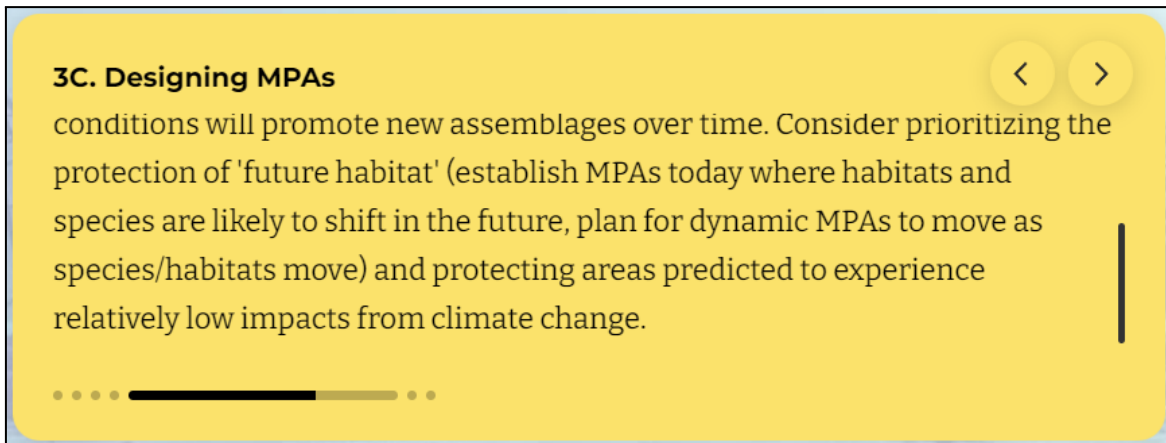 3C. Designing MPAs
conditions will promote new assemblages over time. Consider prioritizing the
protection of 'future habitat' (establish MPAs today where habitats and
species are likely to shift in the future, plan for dynamic MPAs to move as
species/habitats move) and protecting areas predicted to experience
relatively low impacts from climate change.